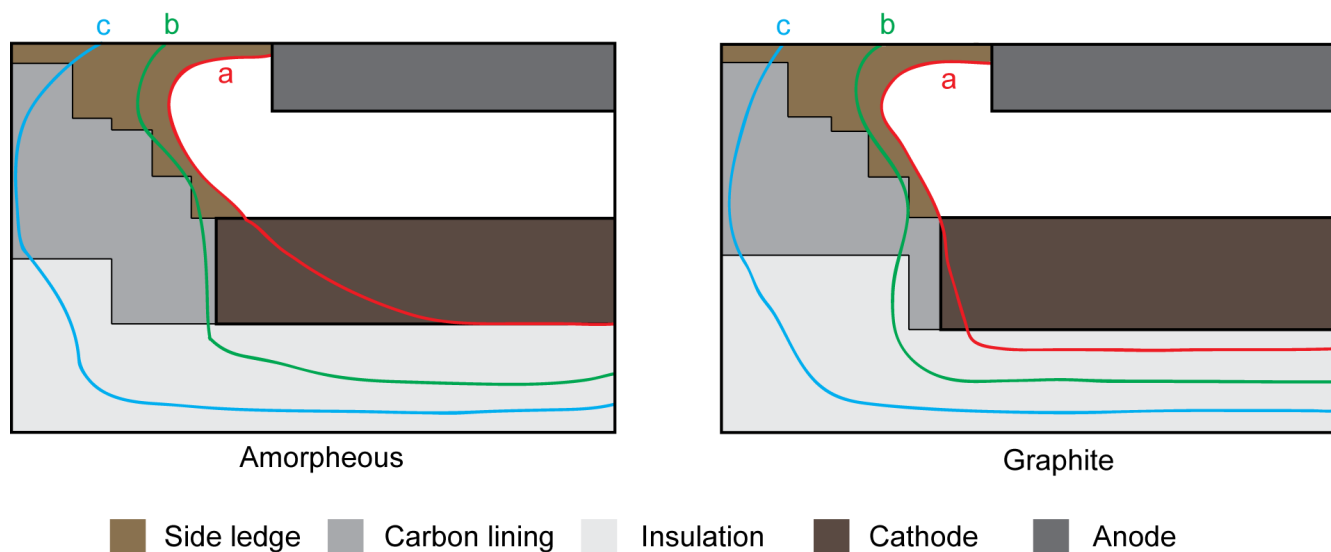 c b c b
a a
Amorpheous Graphite
Side ledge Carbon lining Insulation Cathode Anode